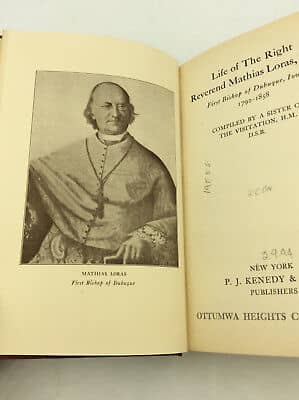 MATHIAS LORAS
First Bishop of Dubuque
Life of The Right
Reverend Mathias Loras,
First Bishop of Dubuque, Iow
1792-1858
COMPILED BY A SISTER O
THE VISITATION, H.M.
D.S.B.
NEW YORK
P. J. KENEDY &
PUBLISHERS
OTTUMWA HEIGHTS C